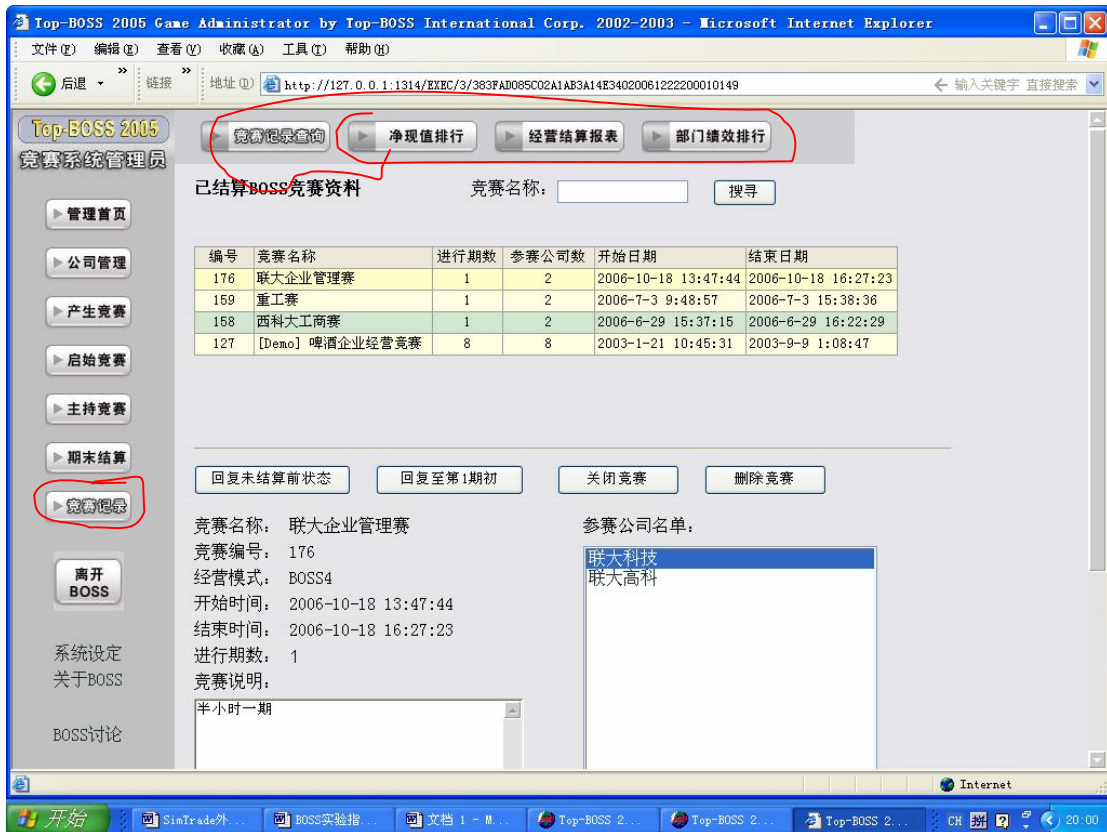 Top-BOSS 2005 Game Administrator by Top-BOSS International Corp. 2002-2003 - Microsoft Internet Explorer
文件(F) 编辑(E) 查看(V) 收藏(A) 工具(T) 帮助(H)
后退 » 链接 » 地址(D) http://127.0.0.1:1314/EXEC/3/383FAD085C02A1AB3A14E34020061222200010149 输入关键字 直接搜索
Top-BOSS 2005
竞赛系统管理员
竞赛记录查询 净现值排行 经营结算报表 部门绩效排行
已结算BOSS竞赛资料 竞赛名称: 搜寻
管理首页
公司管理
产生竞赛
启始竞赛
主持竞赛
期末结算
竞赛记录
离开
BOSS
系统设定
关于BOSS
BOSS讨论
编号 竞赛名称 进行期数 参赛公司数 开始日期 结束日期
176 联大企业管理赛 1 2 2006-10-18 13:47:44 2006-10-18 16:27:23
159 重工赛 1 2 2006-7-3 9:48:57 2006-7-3 15:38:36
158 西科大工商赛 1 2 2006-6-29 15:37:15 2006-6-29 16:22:29
127 [Demo] 啤酒企业经营竞赛 8 8 2003-1-21 10:45:31 2003-9-9 1:08:47
回复未结算前状态 回复至第1期初 关闭竞赛 删除竞赛
竞赛名称: 联大企业管理赛
竞赛编号: 176
经营模式: BOSS4
开始时间: 2006-10-18 13:47:44
结束时间: 2006-10-18 16:27:23
进行期数: 1
竞赛说明:
半小时一期
参赛公司名单:
联大科技
联大高科
Internet
开始 SimTrade外... BOSS实验指... 文档 1 - M... Top-BOSS 2... Top-BOSS 2... Top-BOSS 2... CH 拼 20:00